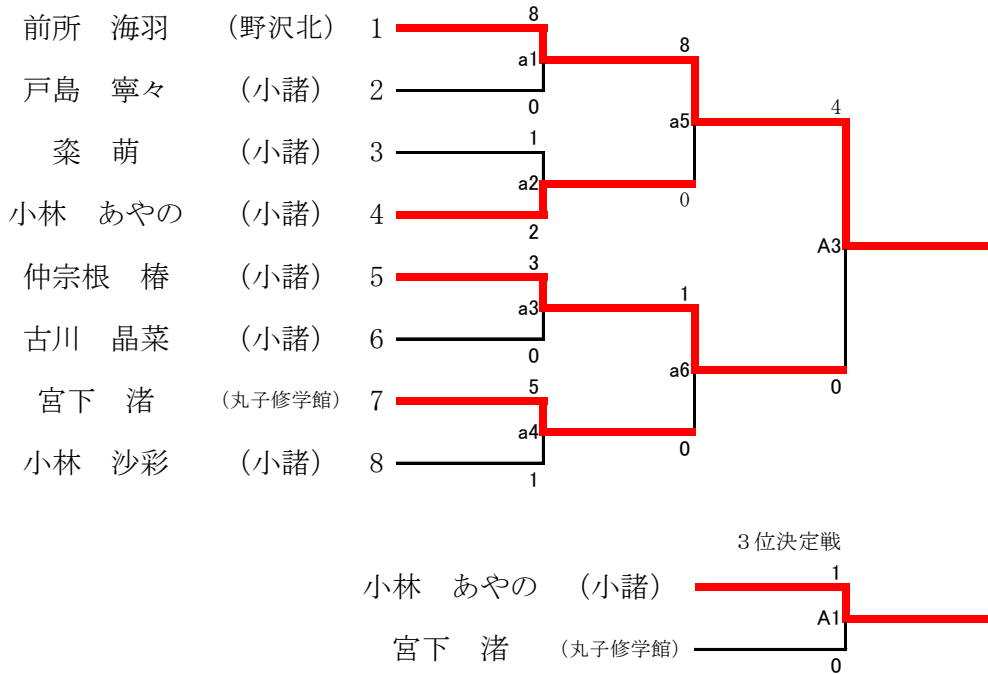 前所　海羽　（野沢北）　1　8
a1　8
戸島　寧々　（小諸）　2　0
a5　4
粢　萌　（小諸）　3　1
a2　0
小林　あやの　（小諸）　4　2
A3
仲宗根　椿　（小諸）　5　3
a3　1
古川　晶菜　（小諸）　6　0
a6　0
宮下　渚　（丸子修学館）　7　5
a4　0
小林　沙彩　（小諸）　8　1
３位決定戦
小林　あやの　（小諸）　1
A1
宮下　渚　（丸子修学館）　0